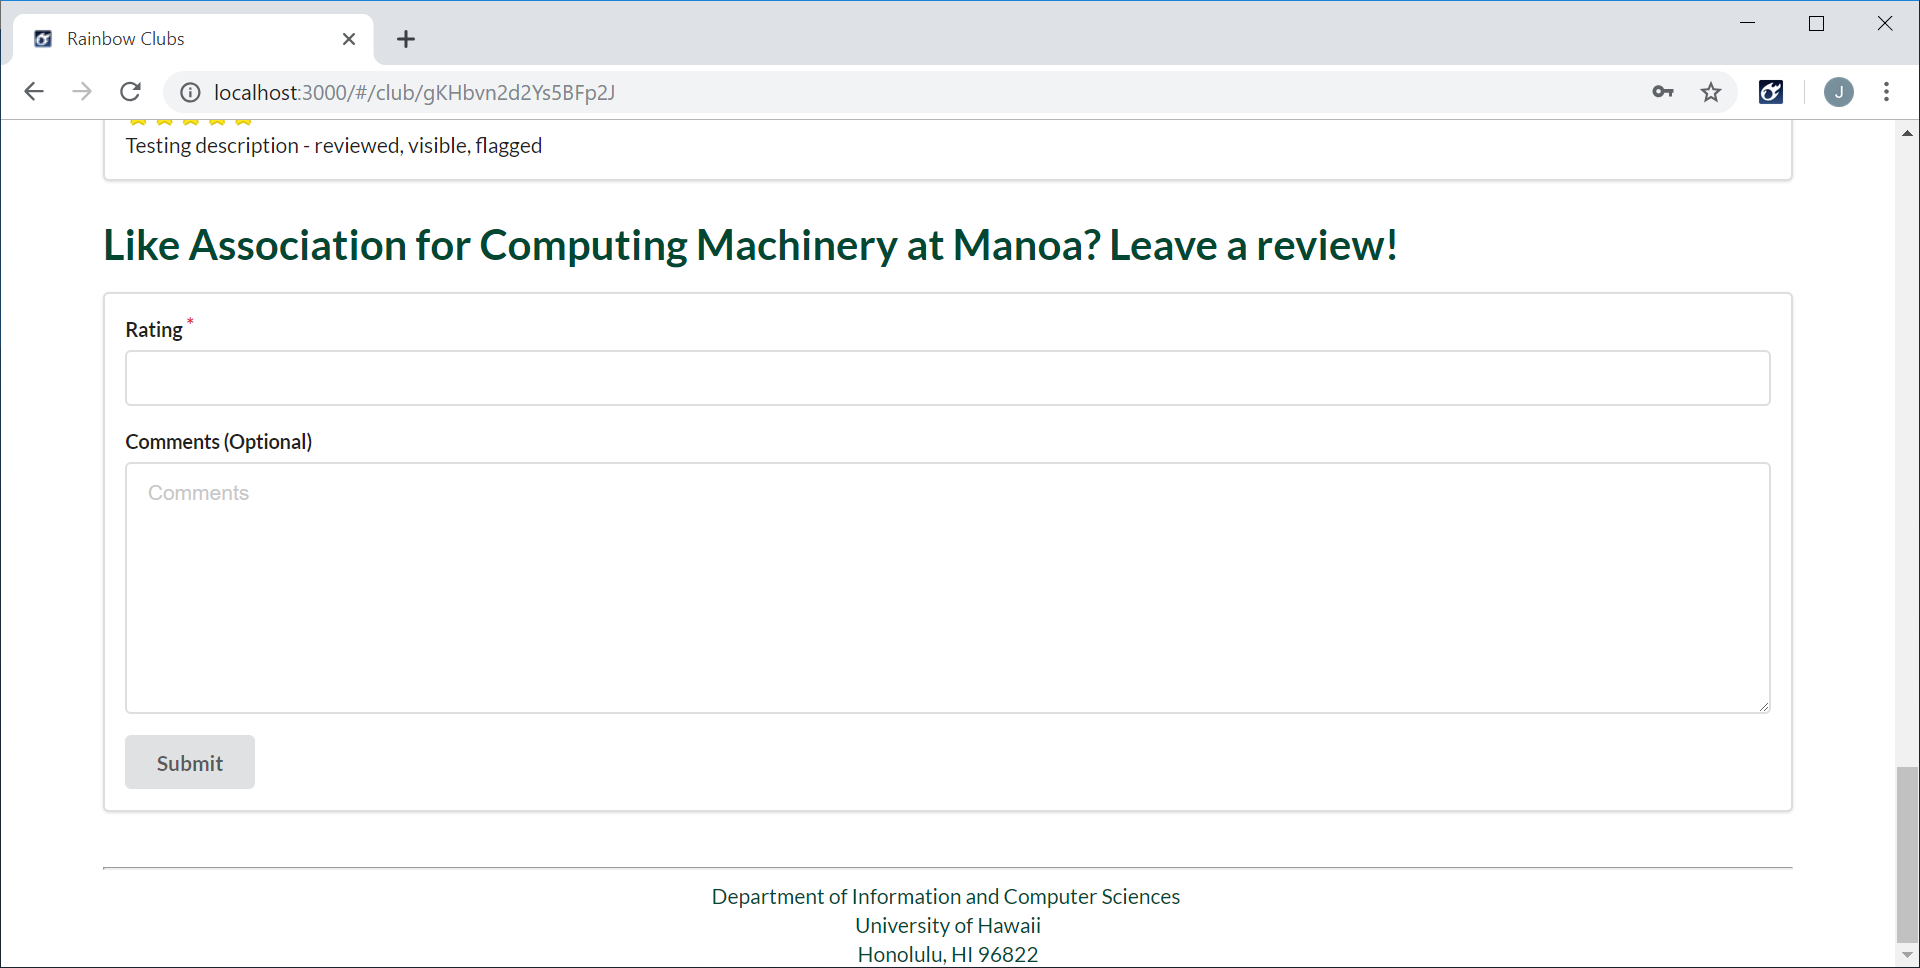 Rainbow Clubs
localhost:3000/#/club/gKHbvn2d2Ys5BFp2J
J
Testing description - reviewed, visible, flagged
Like Association for Computing Machinery at Manoa? Leave a review!
Rating *
Comments (Optional)
Comments
Submit
Department of Information and Computer Sciences
University of Hawaii
Honolulu, HI 96822